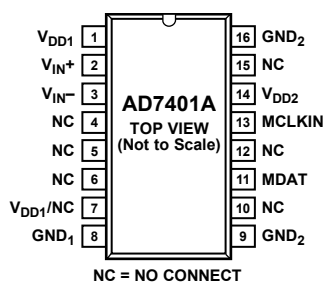 VDD1 1
VIN+ 2
VIN– 3
NC 4
NC 5
NC 6
VDD1/NC 7
GND1 8
AD7401A
TOP VIEW
(Not to Scale)
16 GND2
15 NC
14 VDD2
13 MCLKIN
12 NC
11 MDAT
10 NC
9 GND2
NC = NO CONNECT